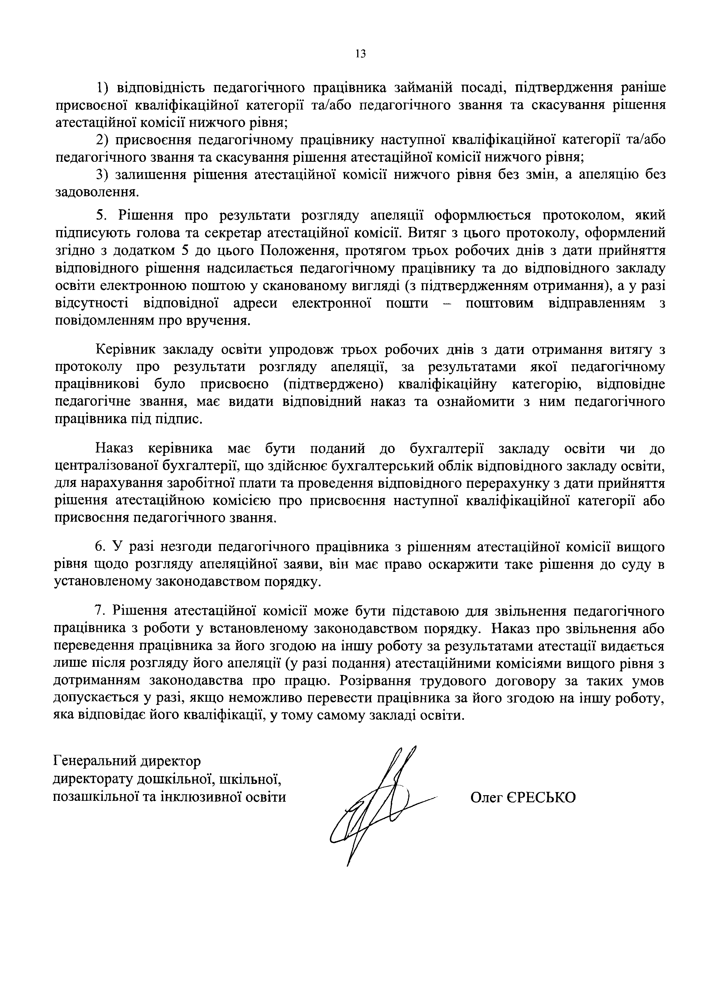 13
1) відповідність педагогічного працівника займаній посаді, підтвердження раніше
присвоєної кваліфікаційної категорії та/або педагогічного звання та скасування рішення
атестаційної комісії нижчого рівня;
2) присвоєння педагогічному працівнику наступної кваліфікаційної категорії та/або
педагогічного звання та скасування рішення атестаційної комісії нижчого рівня;
3) залишення рішення атестаційної комісії нижчого рівня без змін, а апеляцію без
задоволення.
5. Рішення про результати розгляду апеляції оформлюється протоколом, який
підписують голова та секретар атестаційної комісії. Витяг з цього протоколу, оформлений
згідно з додатком 5 до цього Положення, протягом трьох робочих днів з дати прийняття
відповідного рішення надсилається педагогічному працівнику та до відповідного закладу
освіти електронною поштою у сканованому вигляді (з підтвердженням отримання), а у разі
відсутності відповідної адреси електронної пошти – поштовим відправленням з
повідомленням про вручення.
Керівник закладу освіти упродовж трьох робочих днів з дати отримання витягу з
протоколу про результати розгляду апеляції, за результатами якої педагогічному
працівникові було присвоєно (підтверджено) кваліфікаційну категорію, відповідне
педагогічне звання, має видати відповідний наказ та ознайомити з ним педагогічного
працівника під підпис.
Наказ керівника має бути поданий до бухгалтерії закладу освіти чи до
централізованої бухгалтерії, що здійснює бухгалтерський облік відповідного закладу освіти,
для нарахування заробітної плати та проведення відповідного перерахунку з дати прийняття
рішення атестаційною комісією про присвоєння наступної кваліфікаційної категорії або
присвоєння педагогічного звання.
6. У разі незгоди педагогічного працівника з рішенням атестаційної комісії вищого
рівня щодо розгляду апеляційної заяви, він має право оскаржити таке рішення до суду в
установленому законодавством порядку.
7. Рішення атестаційної комісії може бути підставою для звільнення педагогічного
працівника з роботи у встановленому законодавством порядку. Наказ про звільнення або
переведення працівника за його згодою на іншу роботу за результатами атестації видається
лише після розгляду його апеляції (у разі подання) атестаційними комісіями вищого рівня з
дотриманням законодавства про працю. Розірвання трудового договору за таких умов
допускається у разі, якщо неможливо перевести працівника за його згодою на іншу роботу,
яка відповідає його кваліфікації, у тому самому закладі освіти.
Генеральний директор
директорату дошкільної, шкільної,
позашкільної та інклюзивної освіти
Олег ЄРЕСЬКО